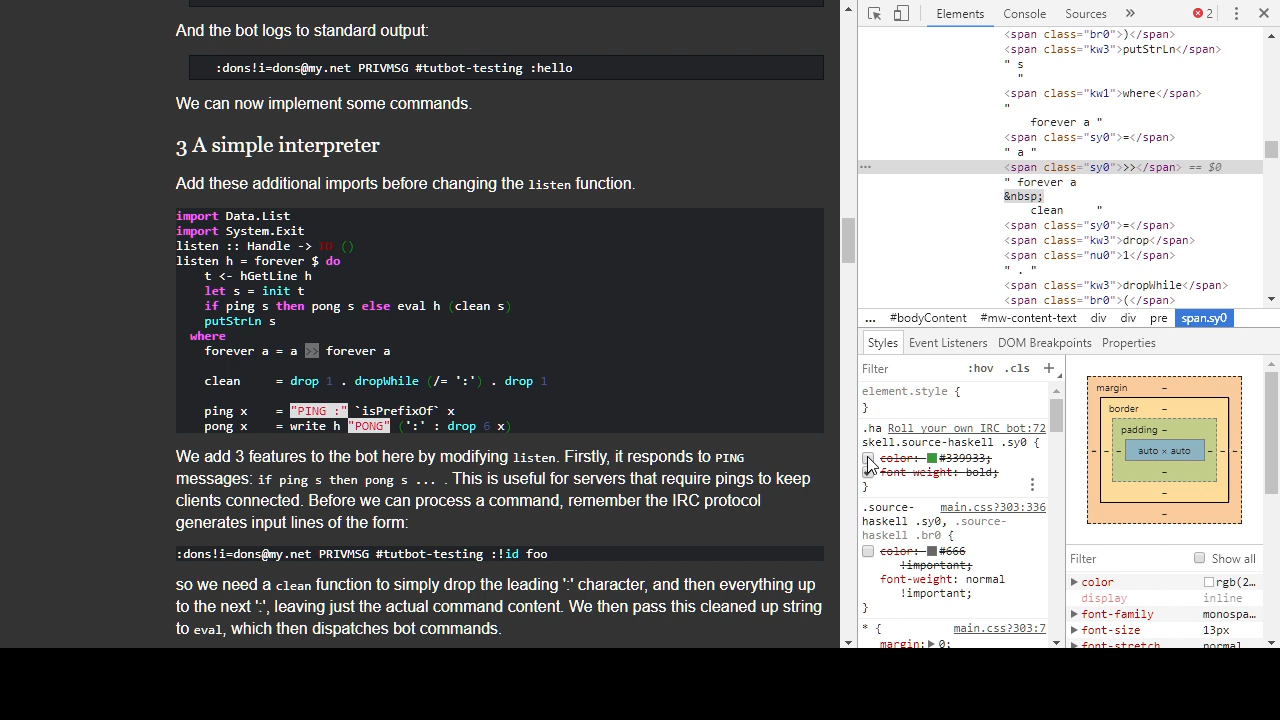 And the bot logs to standard output:
:dons!i=dons@my.net PRIVMSG #tutbot-testing :hello
We can now implement some commands.
3 A simple interpreter
Add these additional imports before changing the listen function.
import Data.List
import System.Exit
listen :: Handle -> IO ()
listen h = forever $ do
    t <- hGetLine h
    let s = init t
    if ping s then pong s else eval h (clean s)
    putStrLn s
  where
    forever a = a >> forever a
    clean     = drop 1 . dropWhile (/= ':') . drop 1
    ping x    = "PING :" `isPrefixOf` x
    pong x    = write h "PONG" (':' : drop 6 x)
We add 3 features to the bot here by modifying listen. Firstly, it responds to PING
messages: if ping s then pong s ... . This is useful for servers that require pings to keep
clients connected. Before we can process a command, remember the IRC protocol
generates input lines of the form:
:dons!i=dons@my.net PRIVMSG #tutbot-testing :!id foo
so we need a clean function to simply drop the leading ':' character, and then everything up
to the next ':', leaving just the actual command content. We then pass this cleaned up string
to eval, which then dispatches bot commands.
Elements Console Sources » 2
<span class="br0">)</span>
<span class="kw3">putStrLn</span>
" s
"
<span class="kw1">where</span>
"
forever a "
<span class="sy0">=</span>
" a "
... <span class="sy0">>></span> == $0
" forever a
&nbsp;
clean     "
<span class="sy0">=</span>
<span class="kw3">drop</span>
<span class="nu0">1</span>
" . "
<span class="kw3">dropWhile</span>
<span class="br0">(</span>
... #bodyContent #mw-content-text div div pre span.sy0
Styles Event Listeners DOM Breakpoints Properties
Filter :hov .cls +
element.style {
}
.ha Roll your own IRC bot:72
skell.source-haskell .sy0 {
color: #339933;
font-weight: bold;
}
.source- main.css?303:336
haskell .sy0, .source-
haskell .br0 {
color: #666
!important;
font-weight: normal
!important;
}
* { main.css?303:7
margin: 0;
margin -
border -
padding -
- - - auto × auto - - -
-
-
-
Filter Show all
color rgb(2...
display inline
font-family monospa...
font-size 13px
font-stretch normal